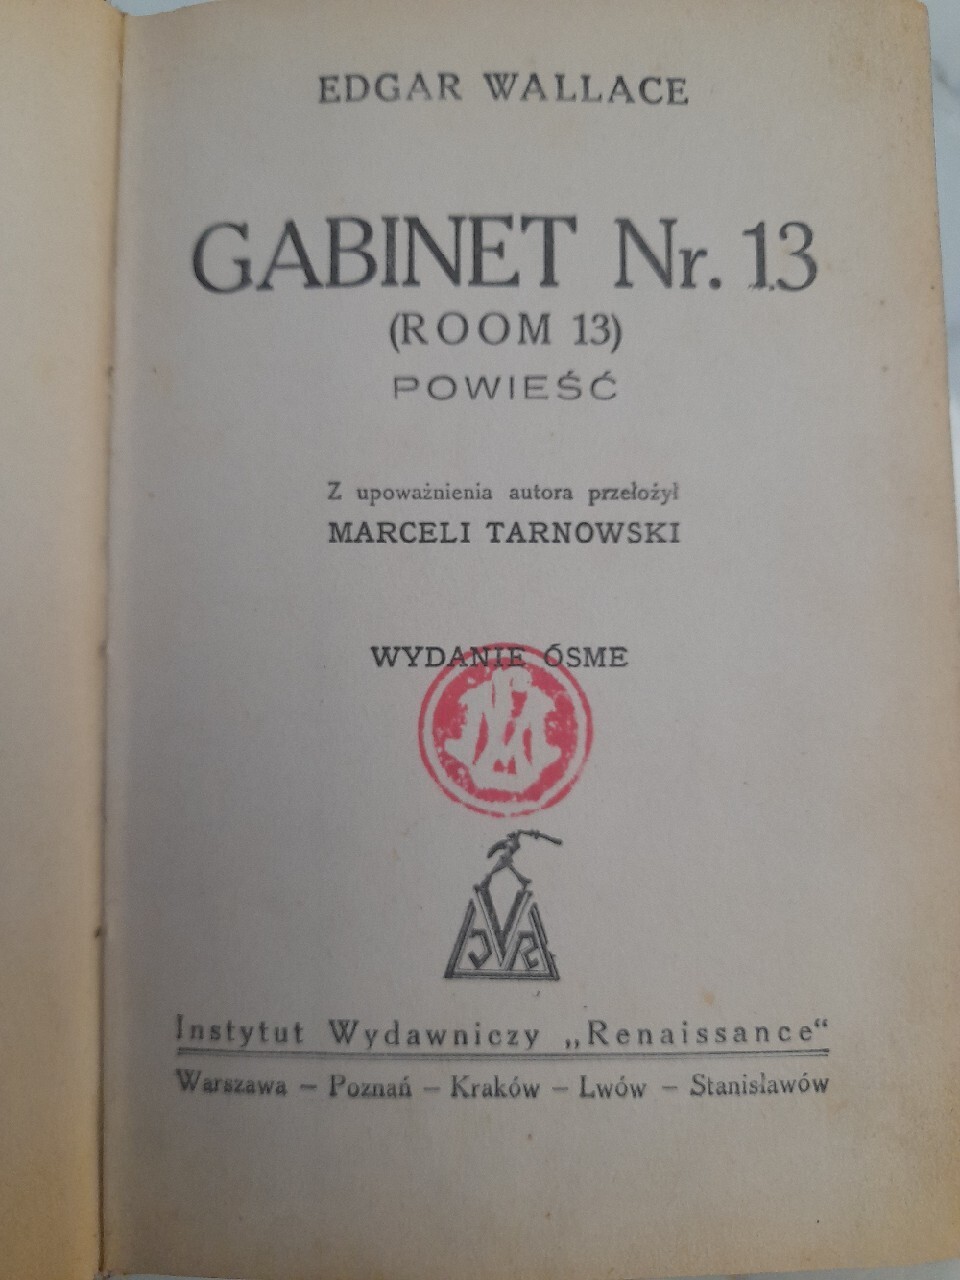 EDGAR WALLACE
GABINET Nr. 13
(ROOM 13)
POWIEŚĆ
Z upoważnienia autora przełożył
MARCELI TARNOWSKI
WYDANIE ÓSME
Instytut Wydawniczy „Renaissance“
Warszawa — Poznań — Kraków — Lwów — Stanisławów